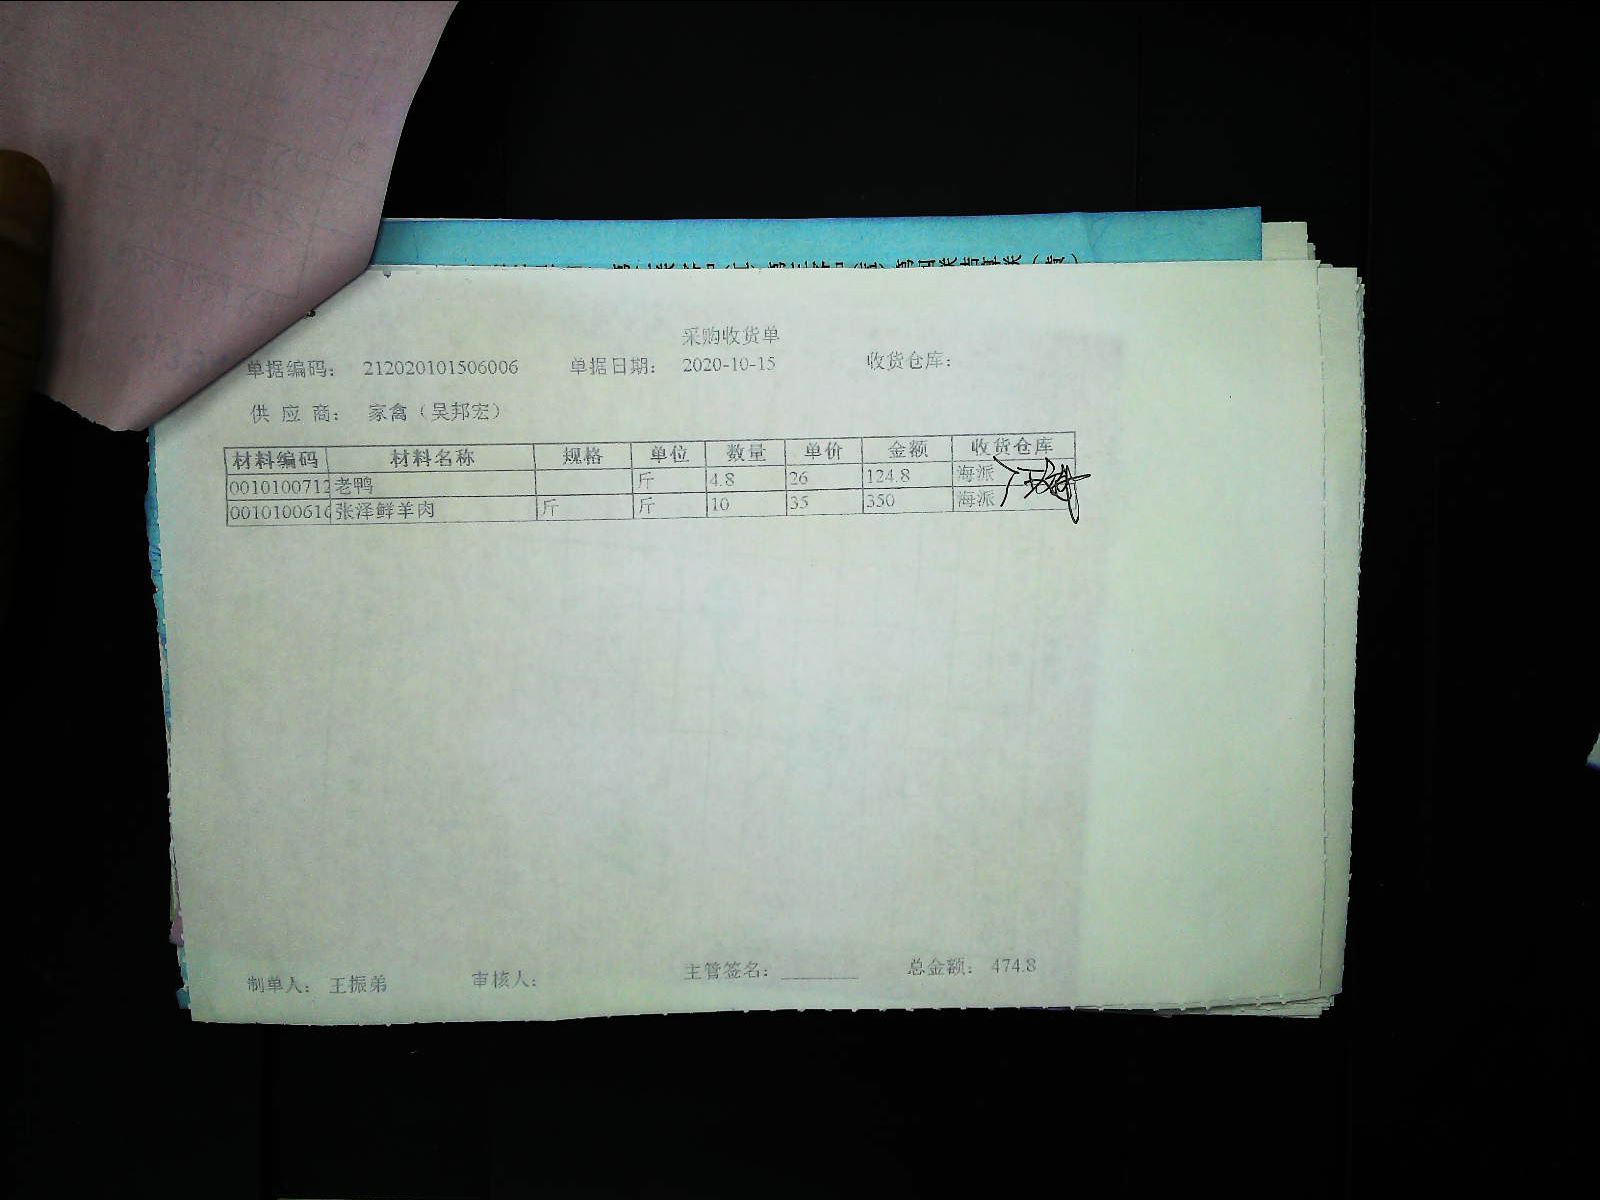 采购收货单
单据编码： 212020101506006 单据日期： 2020-10-15 收货仓库：
供 应 商： 家禽（吴邦宏）
材料编码 材料名称 规格 单位 数量 单价 金额 收货仓库
0010100712 老鸭 斤 4.8 26 124.8 海派
001010061 张泽鲜羊肉 斤 斤 10 35 350 海派
制单人： 王振弟 审核人： 主管签名：________ 总金额： 474.8